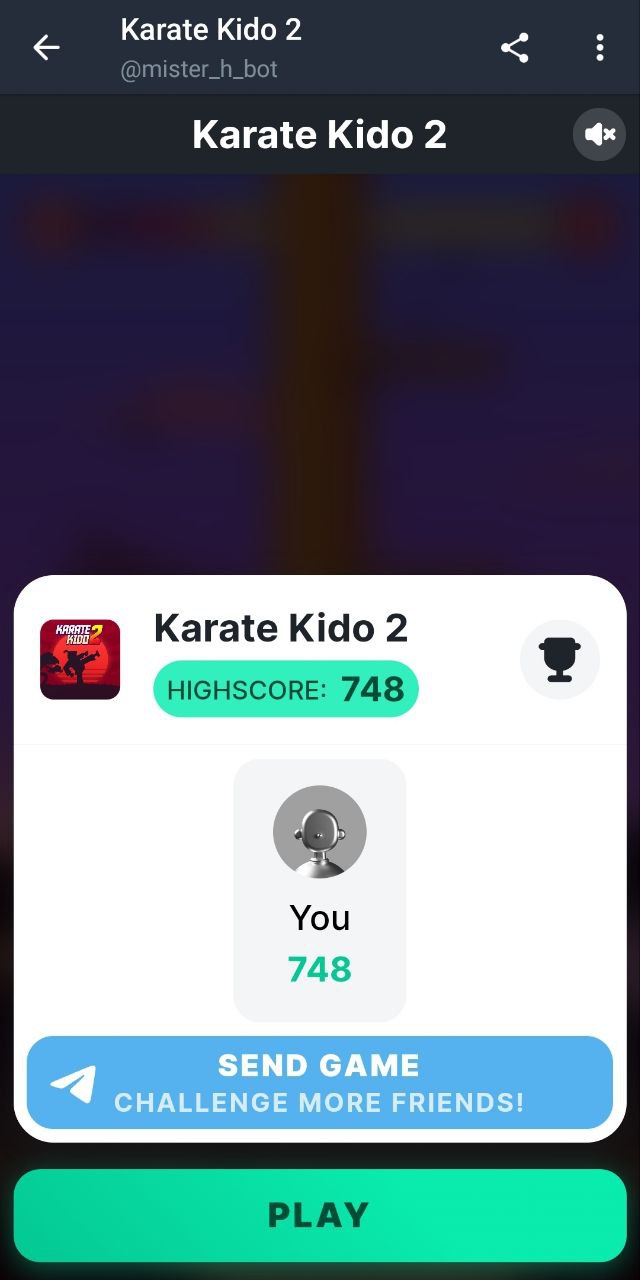 Karate Kido 2
@mister_h_bot
Karate Kido 2
KARATE
KIDO 2
Karate Kido 2
HIGHSCORE: 748
You
748
SEND GAME
CHALLENGE MORE FRIENDS!
PLAY